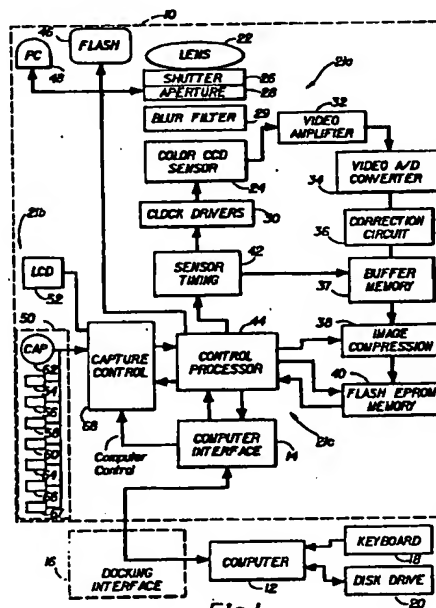 10
46
FLASH
LENS
22
PC
48
SHUTTER
26
APERTURE
28
21a
BLUR FILTER
29
32
VIDEO
AMPLIFIER
COLOR CCD
SENSOR
24
VIDEO A/D
CONVERTER
34
21b
CLOCK DRIVERS
30
CORRECTION
CIRCUIT
36
42
LCD
52
SENSOR
TIMING
BUFFER
MEMORY
37
50
44
38
CAP
CAPTURE
CONTROL
68
CONTROL
PROCESSOR
IMAGE
COMPRESSION
40
FLASH EPROM
MEMORY
62
54
21c
Computer
Control
COMPUTER
INTERFACE
14
16
DOCKING
INTERFACE
COMPUTER
12
KEYBOARD
18
DISK DRIVE
20